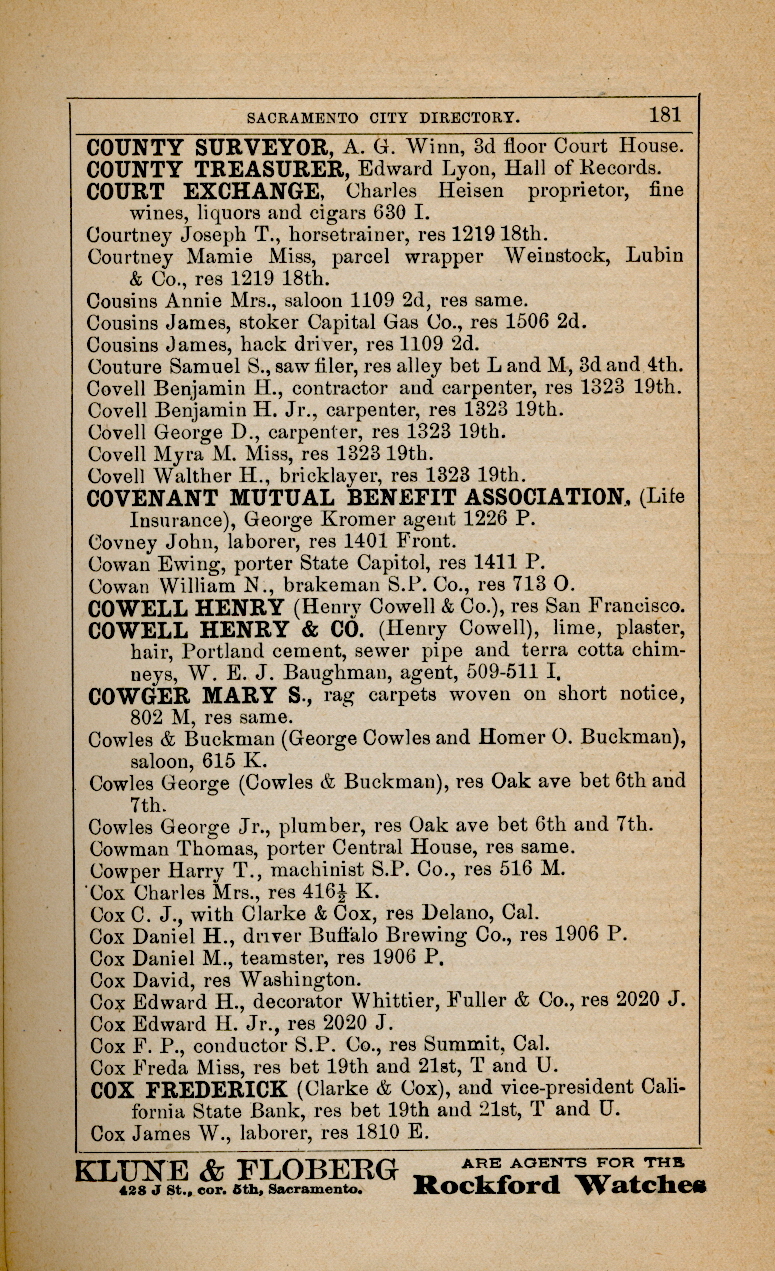 SACRAMENTO CITY DIRECTORY. 181
COUNTY SURVEYOR, A. G. Winn, 3d floor Court House.
COUNTY TREASURER, Edward Lyon, Hall of Records.
COURT EXCHANGE, Charles Heisen proprietor, fine
wines, liquors and cigars 630 I.
Courtney Joseph T., horsetrainer, res 1219 18th.
Courtney Mamie Miss, parcel wrapper Weinstock, Lubin
& Co., res 1219 18th.
Cousins Annie Mrs., saloon 1109 2d, res same.
Cousins James, stoker Capital Gas Co., res 1506 2d.
Cousins James, hack driver, res 1109 2d.
Couture Samuel S., saw filer, res alley bet L and M, 3d and 4th.
Covell Benjamin H., contractor and carpenter, res 1323 19th.
Covell Benjamin H. Jr., carpenter, res 1323 19th.
Covell George D., carpenter, res 1323 19th.
Covell Myra M. Miss, res 1323 19th.
Covell Walther H., bricklayer, res 1323 19th.
COVENANT MUTUAL BENEFIT ASSOCIATION, (Life
Insurance), George Kromer agent 1226 P.
Covney John, laborer, res 1401 Front.
Cowan Ewing, porter State Capitol, res 1411 P.
Cowan William N., brakeman S.P. Co., res 713 O.
COWELL HENRY (Henry Cowell & Co.), res San Francisco.
COWELL HENRY & CO. (Henry Cowell), lime, plaster,
hair, Portland cement, sewer pipe and terra cotta chim-
neys, W. E. J. Baughman, agent, 509-511 I.
COWGER MARY S., rag carpets woven on short notice,
802 M, res same.
Cowles & Buckman (George Cowles and Homer O. Buckman),
saloon, 615 K.
Cowles George (Cowles & Buckman), res Oak ave bet 6th and
7th.
Cowles George Jr., plumber, res Oak ave bet 6th and 7th.
Cowman Thomas, porter Central House, res same.
Cowper Harry T., machinist S.P. Co., res 516 M.
Cox Charles Mrs., res 416½ K.
Cox C. J., with Clarke & Cox, res Delano, Cal.
Cox Daniel H., driver Buffalo Brewing Co., res 1906 P.
Cox Daniel M., teamster, res 1906 P.
Cox David, res Washington.
Cox Edward H., decorator Whittier, Fuller & Co., res 2020 J.
Cox Edward H. Jr., res 2020 J.
Cox F. P., conductor S.P. Co., res Summit, Cal.
Cox Freda Miss, res bet 19th and 21st, T and U.
COX FREDERICK (Clarke & Cox), and vice-president Cali-
fornia State Bank, res bet 19th and 21st, T and U.
Cox James W., laborer, res 1810 E.
KLUNE & FLOBERG
428 J St., cor. 5th, Sacramento.
ARE AGENTS FOR THE
Rockford Watches